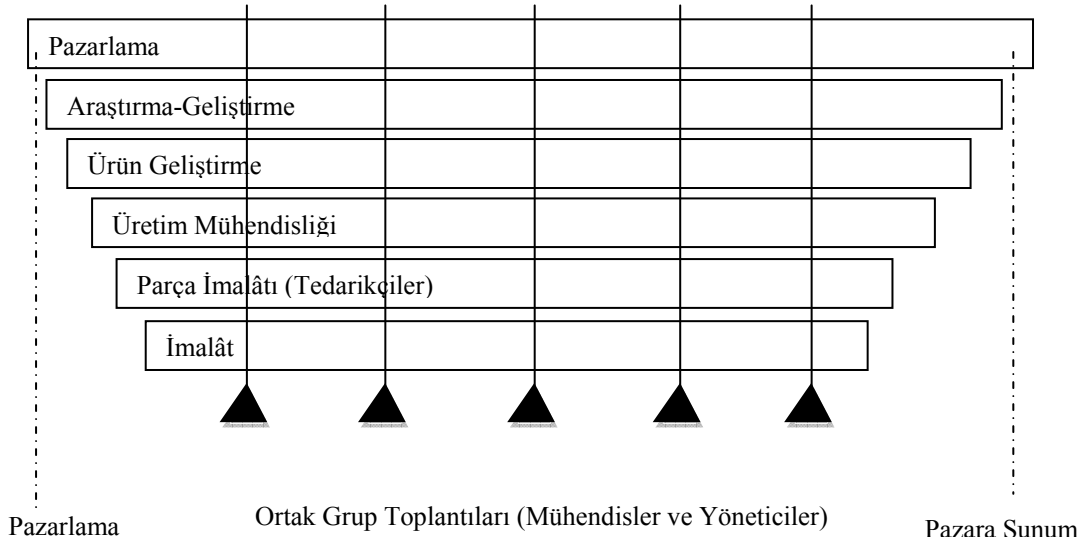 Pazarlama
Araştırma-Geliştirme
Ürün Geliştirme
Üretim Mühendisliği
Parça İmalâtı (Tedarikçiler)
İmalât
Pazarlama
Ortak Grup Toplantıları (Mühendisler ve Yöneticiler)
Pazara Sunum